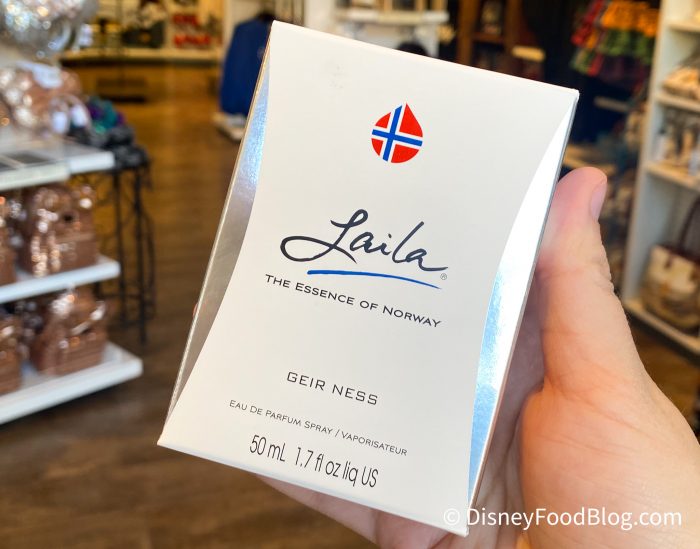 Laila®
THE ESSENCE OF NORWAY
GEIR NESS
EAU DE PARFUM SPRAY / VAPORISATEUR
50 mL 1.7 fl oz liq US
© DisneyFoodBlog.com